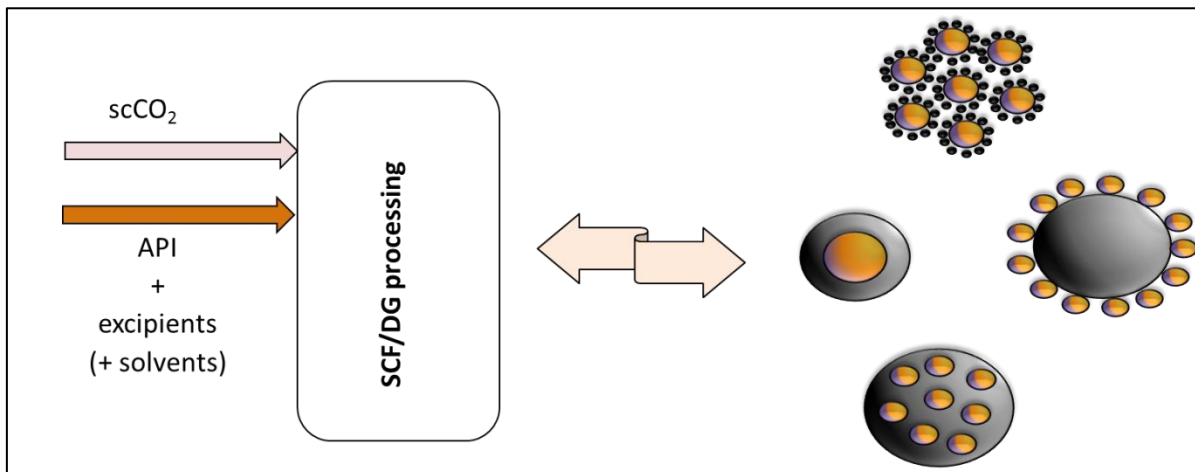 scCO₂
API
+
excipients
(+ solvents)
SCF/DG processing